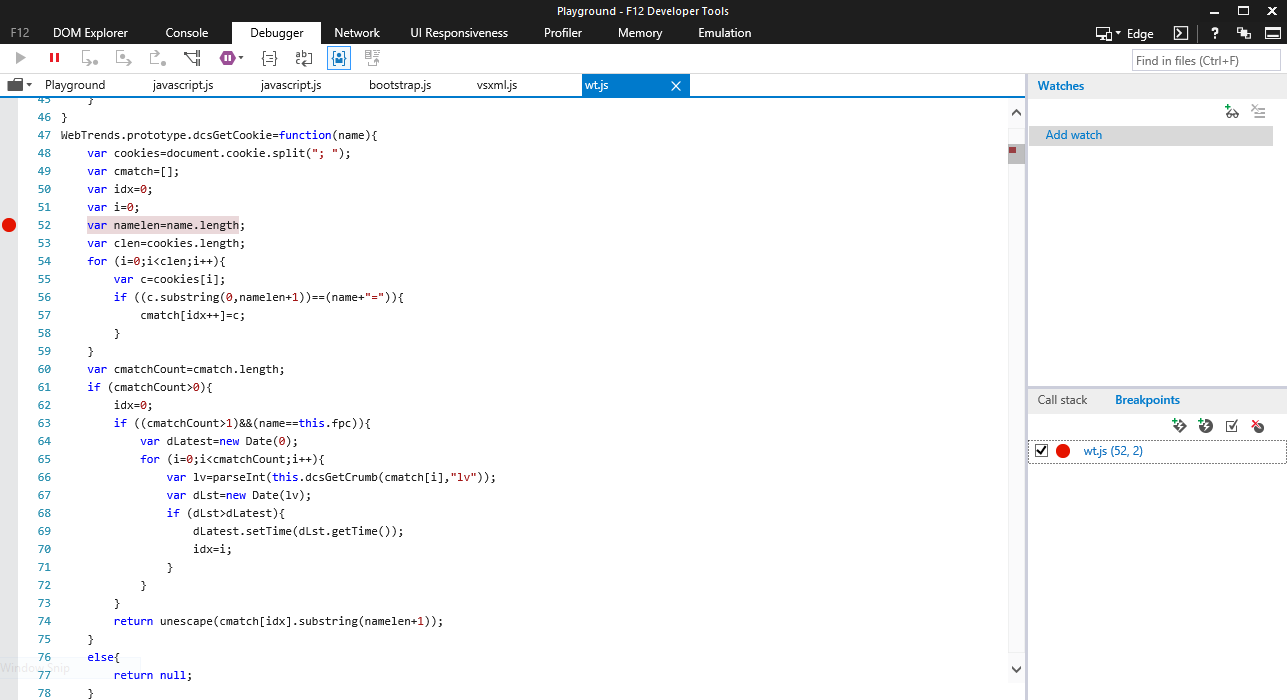 Playground - F12 Developer Tools
F12 DOM Explorer Console Debugger Network UI Responsiveness Profiler Memory Emulation Edge ?
Find in files (Ctrl+F)
Playground javascript.js javascript.js bootstrap.js vsxml.js wt.js
45     }
46 }
47 WebTrends.prototype.dcsGetCookie=function(name){
48     var cookies=document.cookie.split("; ");
49     var cmatch=[];
50     var idx=0;
51     var i=0;
52     var namelen=name.length;
53     var clen=cookies.length;
54     for (i=0;i<clen;i++){
55         var c=cookies[i];
56         if ((c.substring(0,namelen+1))==(name+"=")){
57             cmatch[idx++]=c;
58         }
59     }
60     var cmatchCount=cmatch.length;
61     if (cmatchCount>0){
62         idx=0;
63         if ((cmatchCount>1)&&(name==this.fpc)){
64             var dLatest=new Date(0);
65             for (i=0;i<cmatchCount;i++){
66                 var lv=parseInt(this.dcsGetCrumb(cmatch[i],"lv"));
67                 var dLst=new Date(lv);
68                 if (dLst>dLatest){
69                     dLatest.setTime(dLst.getTime());
70                     idx=i;
71                 }
72             }
73         }
74         return unescape(cmatch[idx].substring(namelen+1));
75     }
76     else{
Window Snip
77         return null;
78     }
Watches
Add watch
Call stack Breakpoints
wt.js (52, 2)